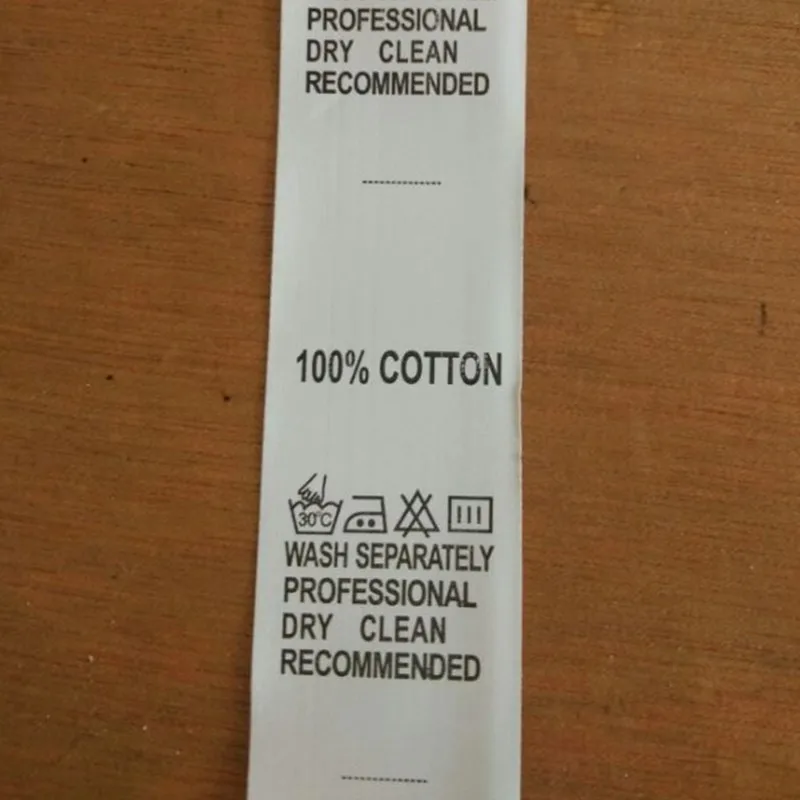 PROFESSIONAL
DRY CLEAN
RECOMMENDED
100% COTTON
30°C
WASH SEPARATELY
PROFESSIONAL
DRY CLEAN
RECOMMENDED